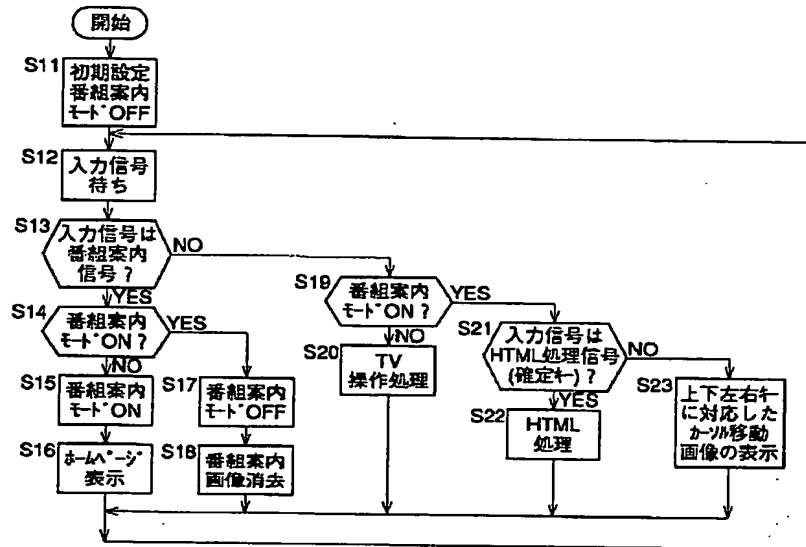 開始
S11
初期設定
番組案内
ﾓｰﾄﾞOFF
S12
入力信号
待ち
S13
入力信号は
番組案内
信号？
NO
YES
S14
番組案内
ﾓｰﾄﾞON？
YES
NO
S15
番組案内
ﾓｰﾄﾞON
S16
ﾎｰﾑﾍﾟｰｼﾞ
表示
S17
番組案内
ﾓｰﾄﾞOFF
S18
番組案内
画像消去
S19
番組案内
ﾓｰﾄﾞON？
YES
NO
S20
TV
操作処理
S21
入力信号は
HTML処理信号
(確定ｷｰ)？
NO
YES
S22
HTML
処理
S23
上下左右ｷｰ
に対応した
ｶｰｿﾙ移動
画像の表示